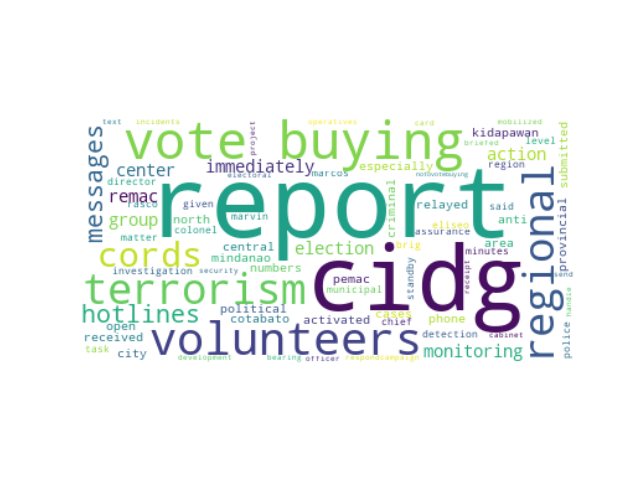 text incidents operatives card mobilized
messages vote buying kidapawan
project briefed level
center immediately especially action submitted
electoral marcos not2votebuying region
director report
remac rasco given criminal relayed said provincial
group north marvin eliseo anti
colonel assurance
matter central election brig minutes area
cords mindanao cidg regional
investigation security numbers pemac standby receipt send
terrorism municipal
hotlines political cases phone mandis
open cotabato activated chief detection cabinet police
received volunteers
task city monitoring
development bearing officer respondcampaign